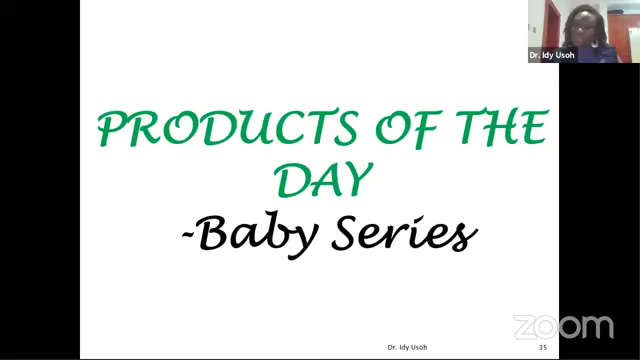 Dr. Idy Usoh
PRODUCTS OF THE
DAY
-Baby Series
zoom
Dr. Idy Usoh 35